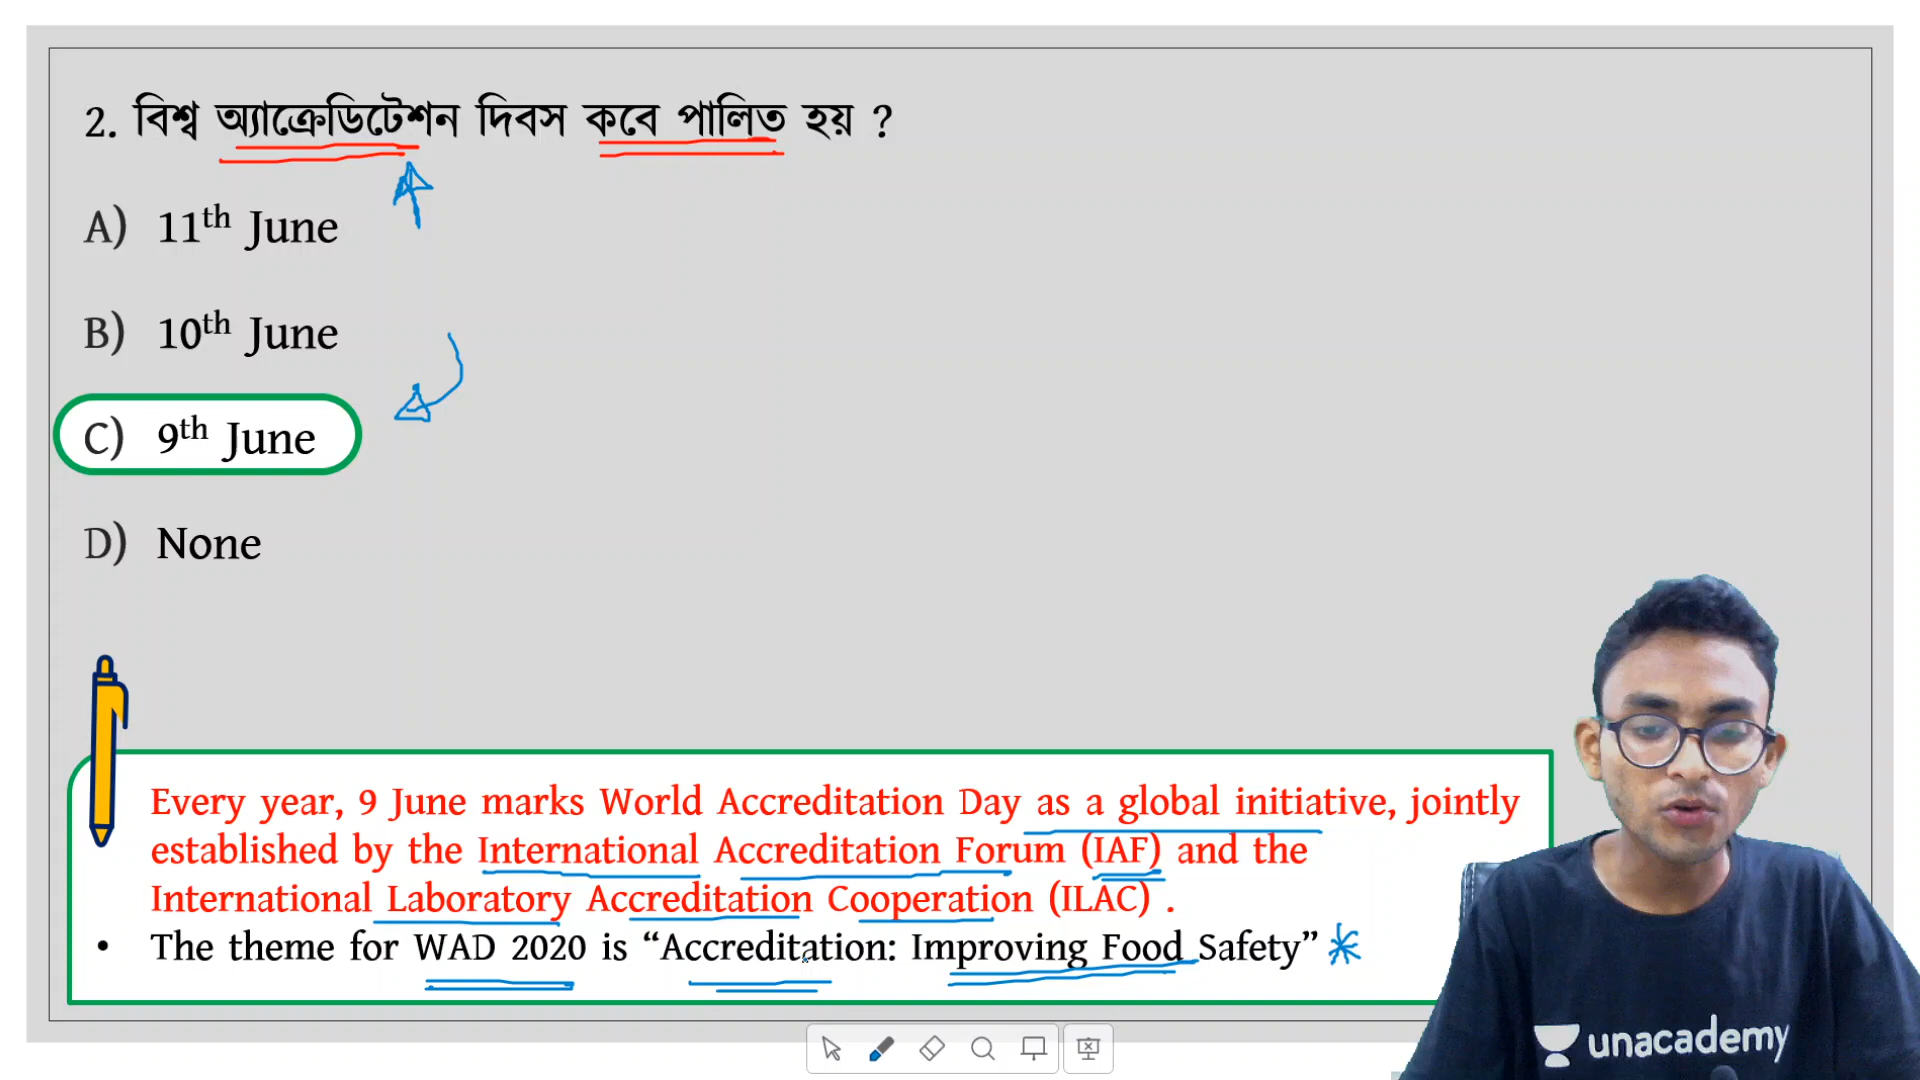 2. বিশ্ব অ্যাক্রেডিটেশন দিবস কবে পালিত হয় ?
A) 11th June
B) 10th June
C) 9th June
D) None
Every year, 9 June marks World Accreditation Day as a global initiative, jointly
established by the International Accreditation Forum (IAF) and the
International Laboratory Accreditation Cooperation (ILAC) .
• The theme for WAD 2020 is “Accreditation: Improving Food Safety”
unacademy